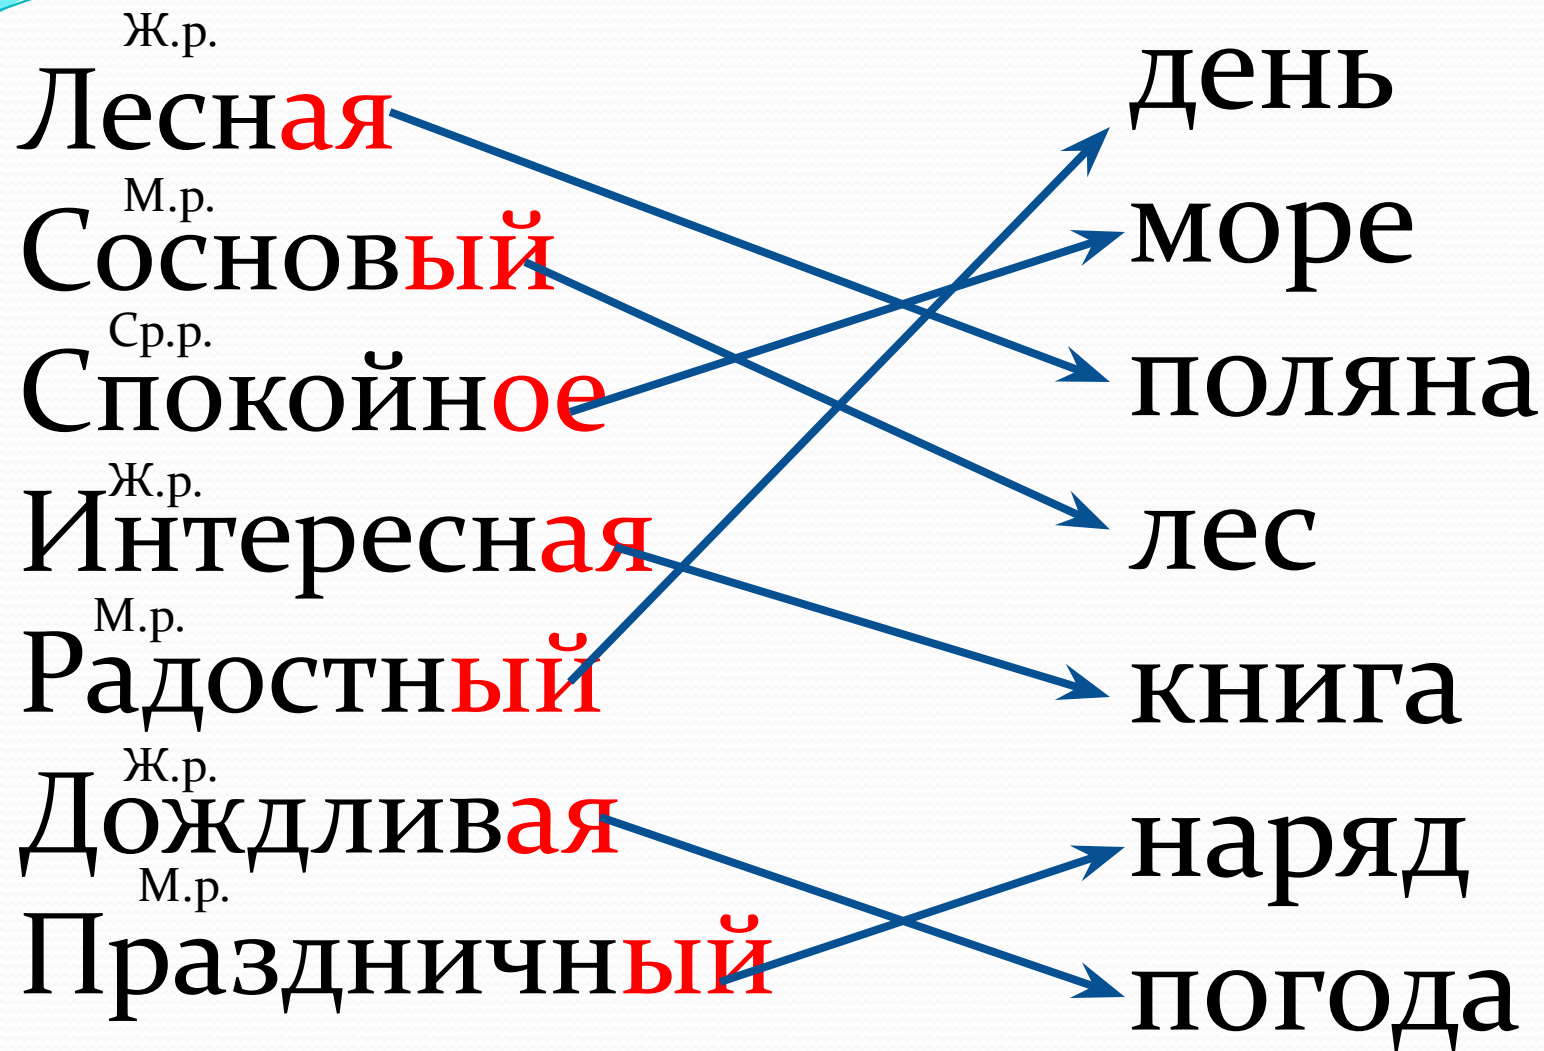 Ж.р.
Лесная
М.р.
Сосновый
Ср.р.
Спокойное
Ж.р.
Интересная
М.р.
Радостный
Ж.р.
Дождливая
М.р.
Праздничный
день
море
поляна
лес
книга
наряд
погода